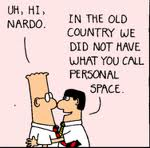 UH, HI,
NARDO.
IN THE OLD
COUNTRY WE
DID NOT HAVE
WHAT YOU CALL
PERSONAL
SPACE.